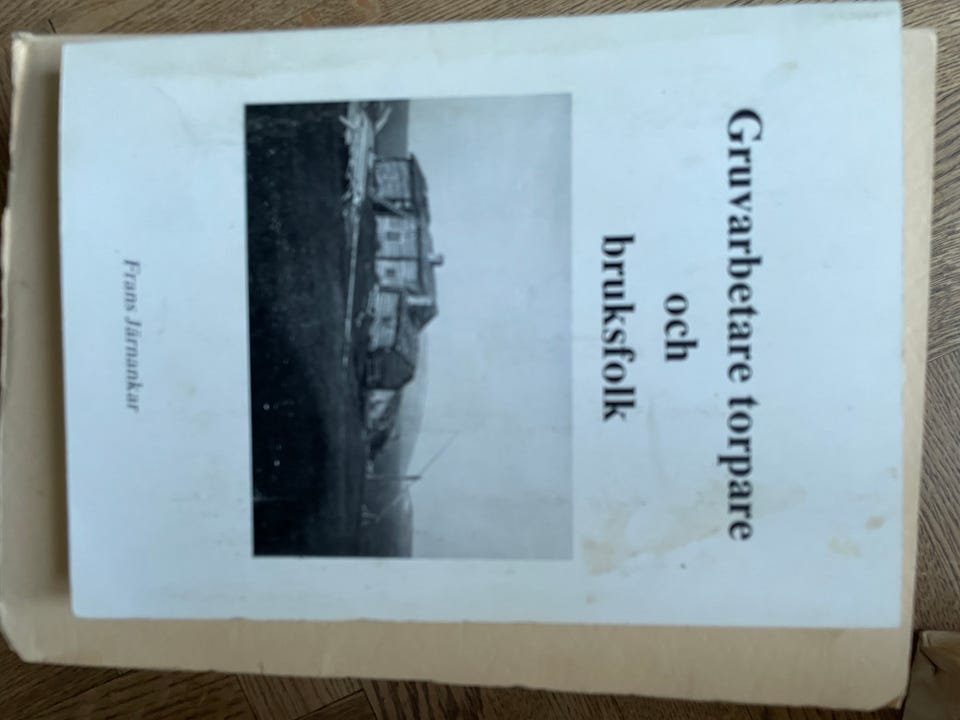 Gruvarbetare torpare
och
bruksfolk
Frans Järnankar